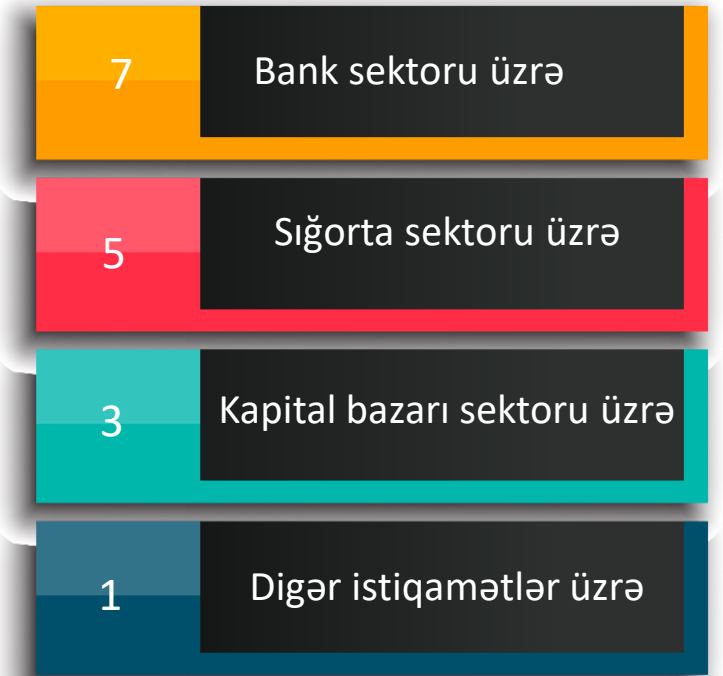 7 Bank sektoru üzrə
5 Sığorta sektoru üzrə
3 Kapital bazarı sektoru üzrə
1 Digər istiqamətlər üzrə